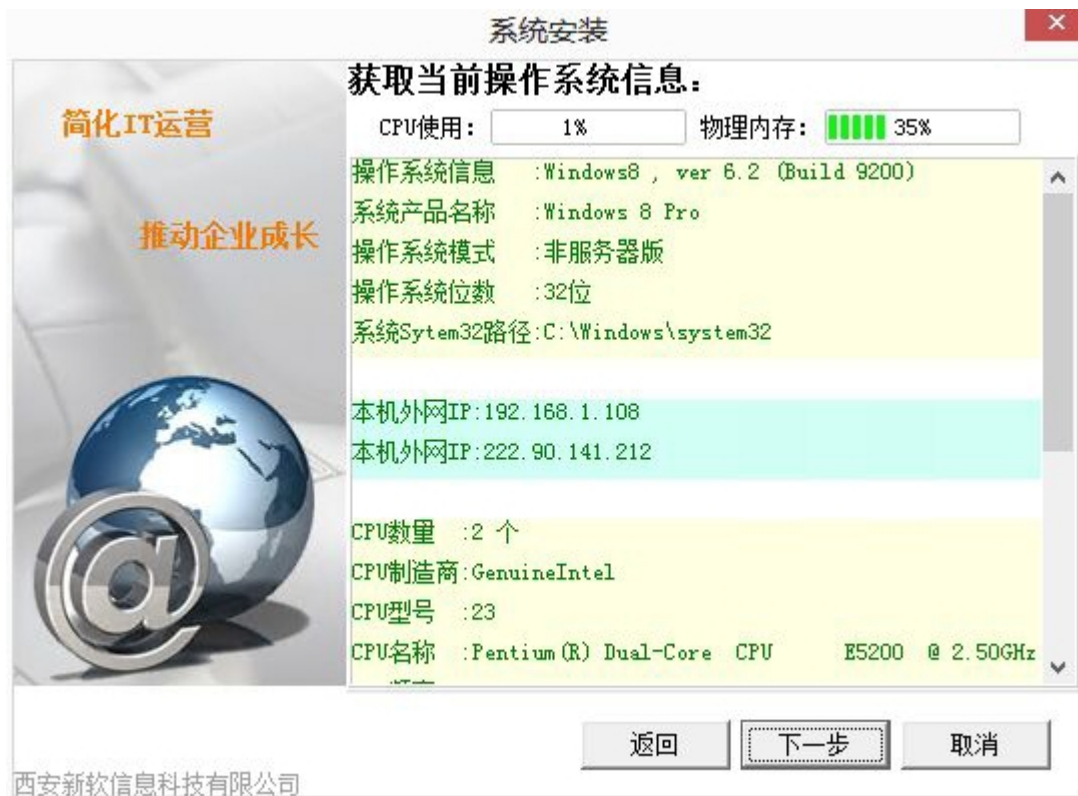 系统安装
获取当前操作系统信息:
简化IT运营
推动企业成长
CPU使用: 1% 物理内存: 35%
操作系统信息 :Windows8 , ver 6.2 (Build 9200)
系统产品名称 :Windows 8 Pro
操作系统模式 :非服务器版
操作系统位数 :32位
系统Sytem32路径:C:\Windows\system32
本机外网IP:192.168.1.108
本机外网IP:222.90.141.212
CPU数量 :2 个
CPU制造商:GenuineIntel
CPU型号 :23
CPU名称 :Pentium(R) Dual-Core CPU E5200 @ 2.50GHz
返回 下一步 取消
西安新软信息科技有限公司